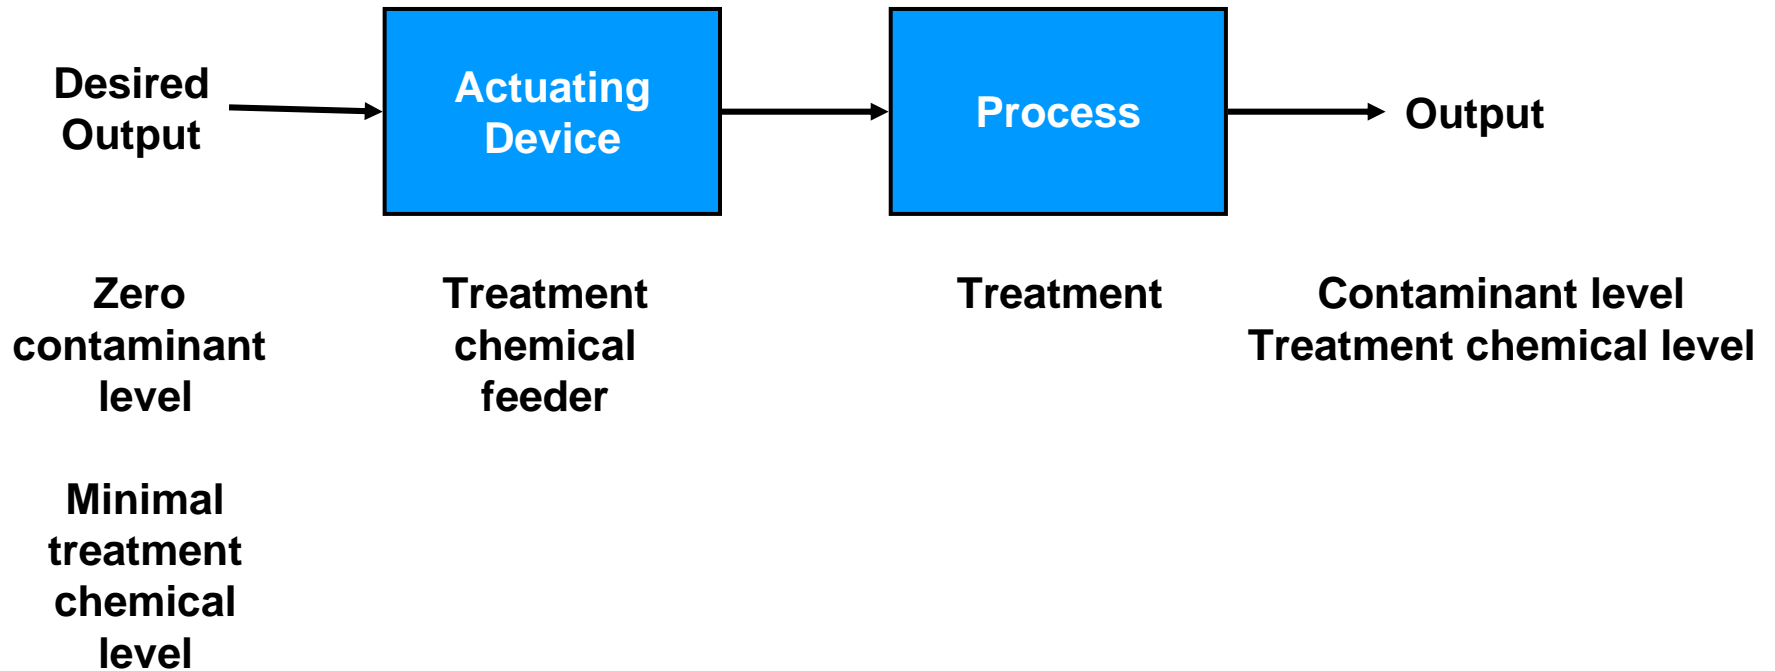 Desired
Output
Actuating
Device
Process
Output
Zero
contaminant
level
Treatment
chemical
feeder
Treatment
Contaminant level
Treatment chemical level
Minimal
treatment
chemical
level